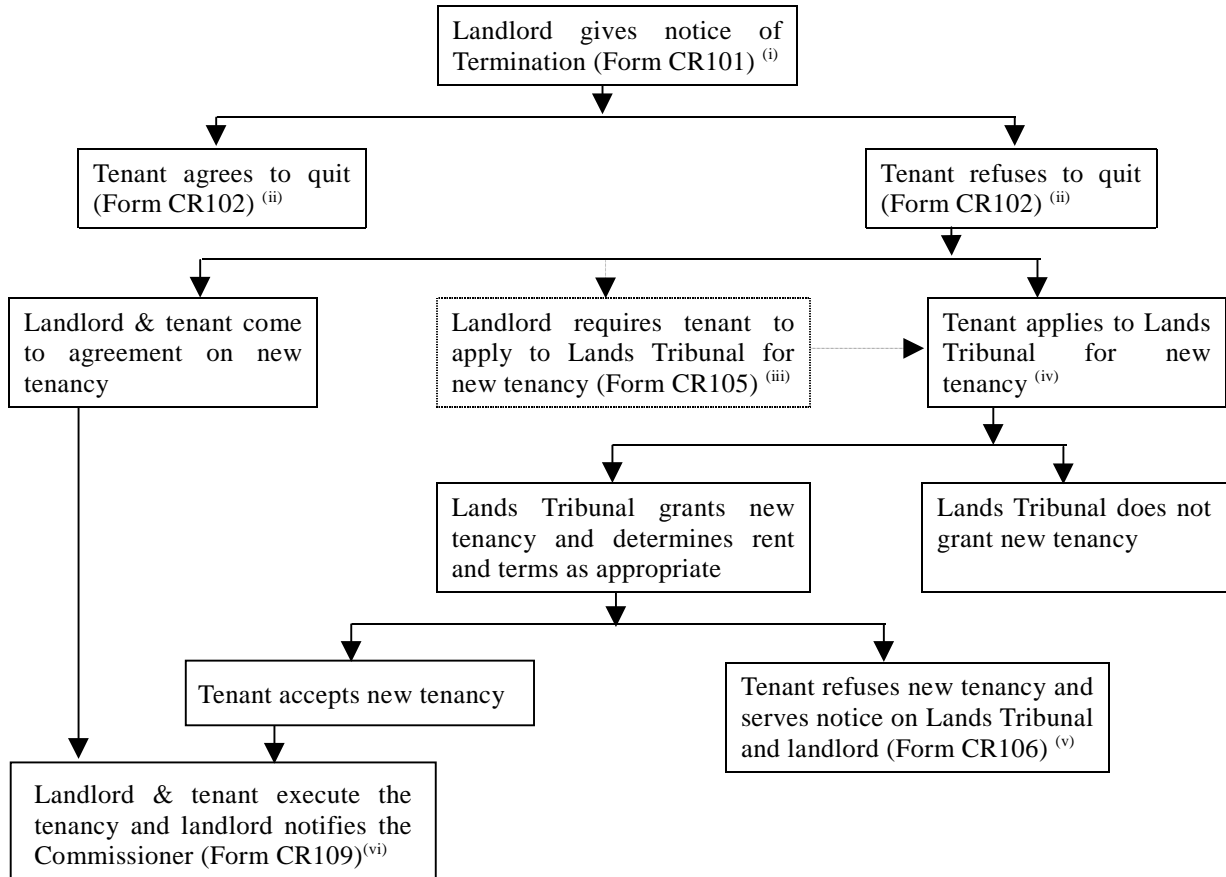 Landlord gives notice of
Termination (Form CR101) (i)
Tenant agrees to quit
(Form CR102) (ii)
Tenant refuses to quit
(Form CR102) (ii)
Landlord & tenant come
to agreement on new
tenancy
Landlord requires tenant to
apply to Lands Tribunal for
new tenancy (Form CR105) (iii)
Tenant applies to Lands
Tribunal for new
tenancy (iv)
Lands Tribunal grants new
tenancy and determines rent
and terms as appropriate
Lands Tribunal does not
grant new tenancy
Tenant accepts new tenancy
Tenant refuses new tenancy and
serves notice on Lands Tribunal
and landlord (Form CR106) (v)
Landlord & tenant execute the
tenancy and landlord notifies the
Commissioner (Form CR109)(vi)